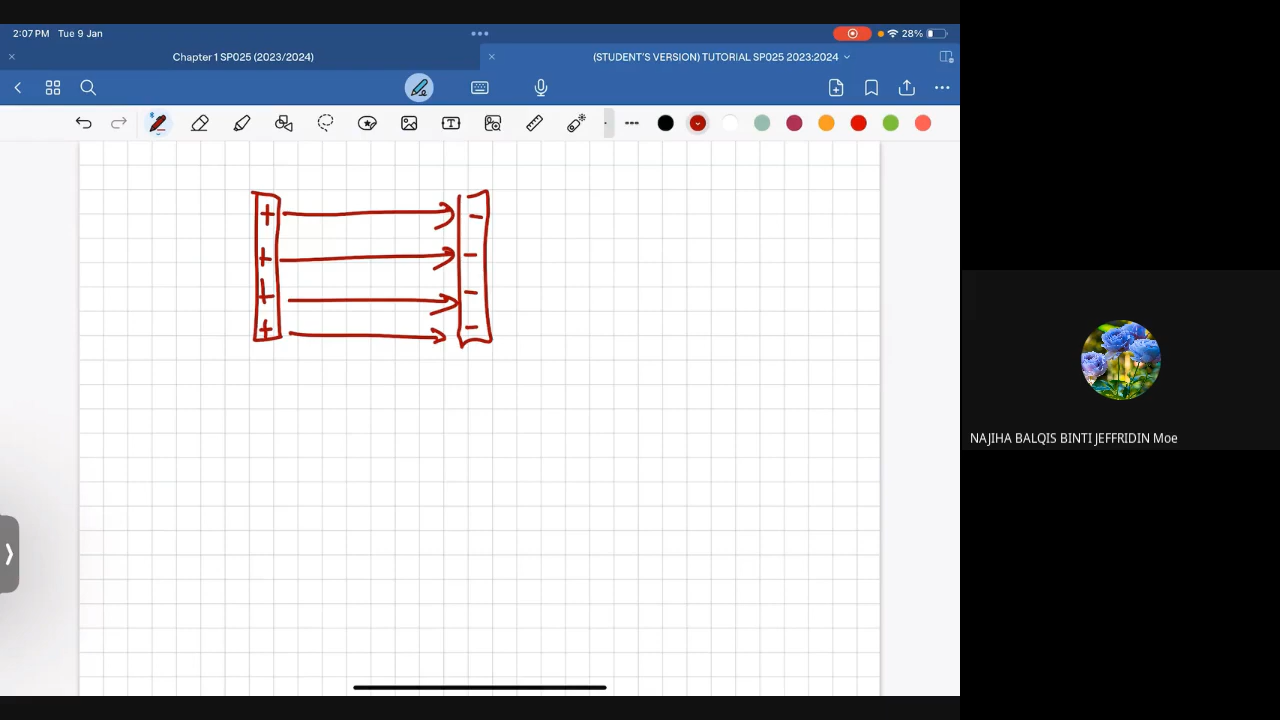 2:07 PM Tue 9 Jan
28%
Chapter 1 SP025 (2023/2024)
(STUDENT'S VERSION) TUTORIAL SP025 2023:2024
+ −
+ −
+ −
+ −
NAJIHA BALQIS BINTI JEFFRIDIN Moe